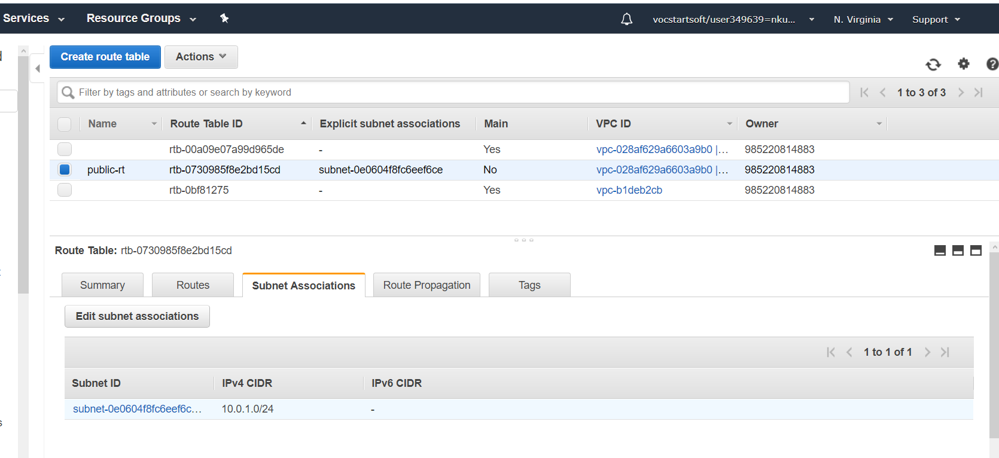 Services Resource Groups vocstartsoft/user349639=nku... N. Virginia Support
Create route table Actions
Filter by tags and attributes or search by keyword 1 to 3 of 3
Name Route Table ID Explicit subnet associations Main VPC ID Owner
rtb-00a09e07a99d965de - Yes vpc-028af629a6603a9b0 |... 985220814883
public-rt rtb-0730985f8e2bd15cd subnet-0e0604f8fc6eef6ce No vpc-028af629a6603a9b0 |... 985220814883
rtb-0bf81275 - Yes vpc-b1deb2cb 985220814883
Route Table: rtb-0730985f8e2bd15cd
Summary Routes Subnet Associations Route Propagation Tags
Edit subnet associations
1 to 1 of 1
Subnet ID IPv4 CIDR IPv6 CIDR
subnet-0e0604f8fc6eef6c... 10.0.1.0/24 -